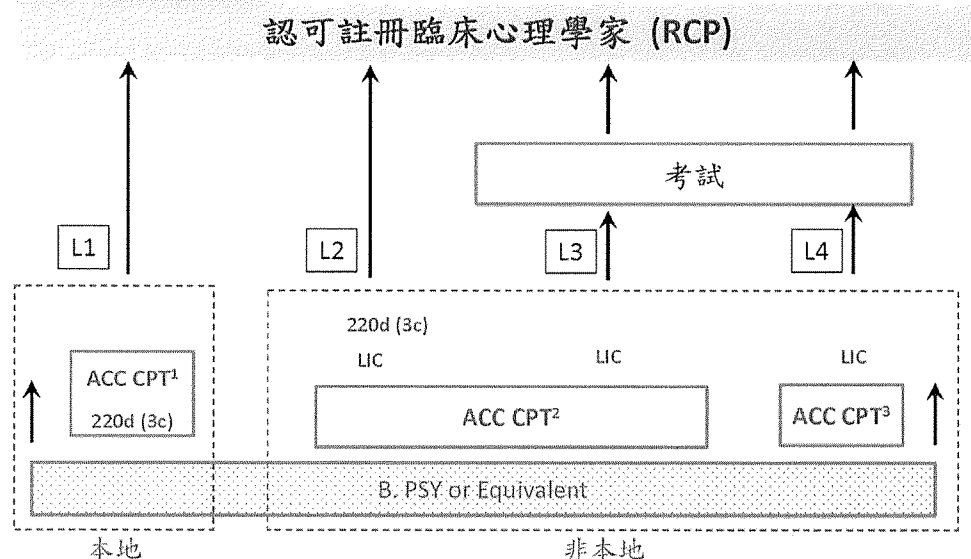 認可註冊臨床心理學家 (RCP)
考試
L1
L2
L3
L4
220d (3c)
LIC
LIC
LIC
ACC CPT¹
220d (3c)
ACC CPT²
ACC CPT³
B. PSY or Equivalent
本地
非本地